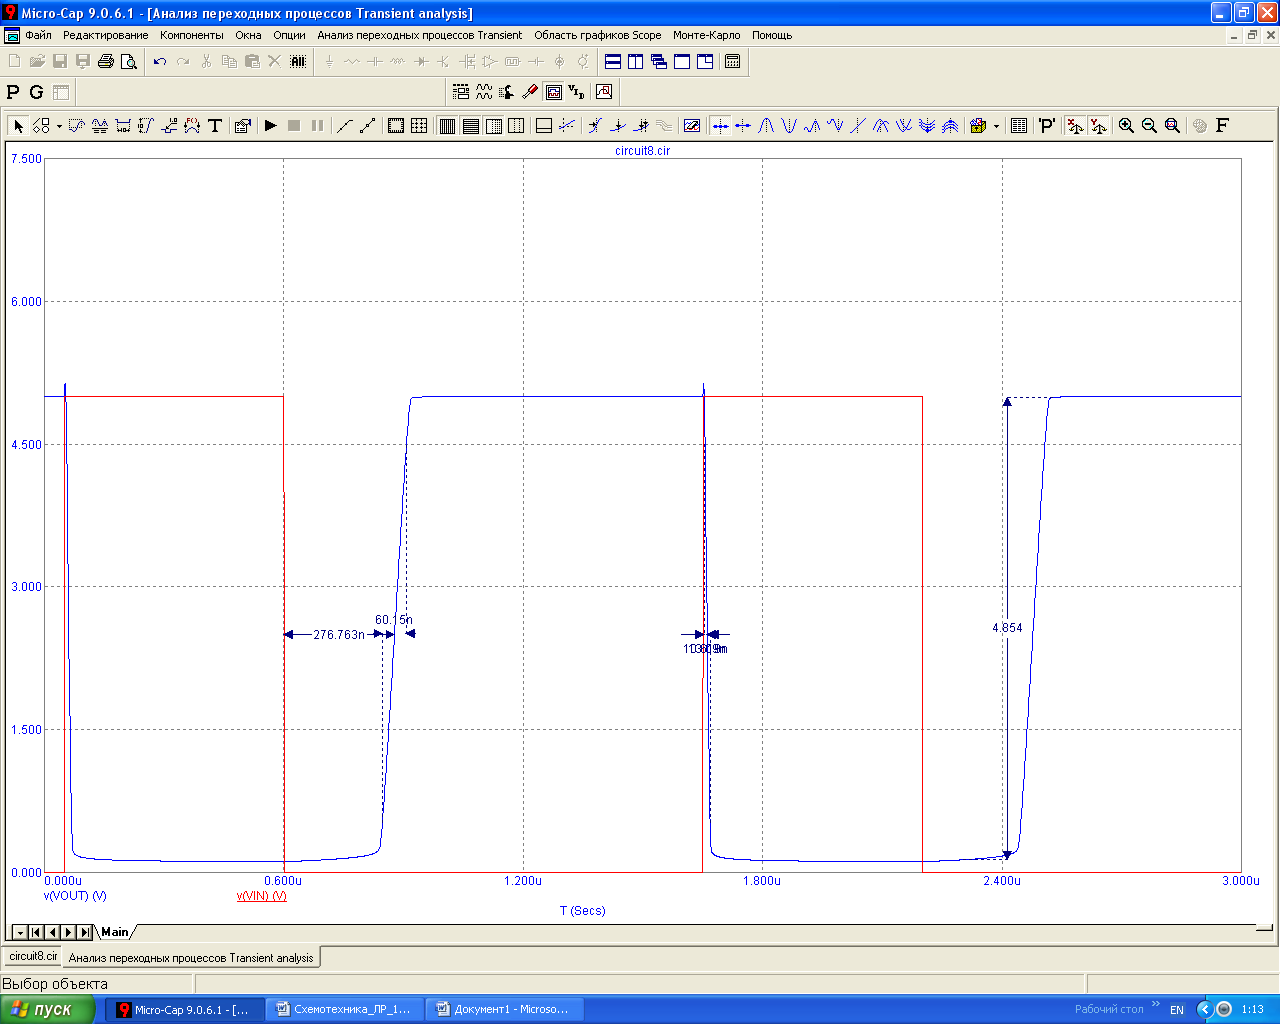 Micro-Cap 9.0.6.1 - [Анализ переходных процессов Transient analysis]
Файл Редактирование Компоненты Окна Опции Анализ переходных процессов Transient Область графиков Scope Монте-Карло Помощь
P G
T 'P' F
circuit8.cir
7.500
6.000
4.500
3.000
1.500
0.000
60.15n
276.763n
4.854
0.000u 0.600u 1.200u 1.800u 2.400u 3.000u
v(VOUT) (V) v(VIN) (V)
T (Secs)
Main
circuit8.cir Анализ переходных процессов Transient analysis
Выбор объекта
пуск Micro-Cap 9.0.6.1 - [... Схемотехника_ЛР_1... Документ1 - Microso... Рабочий стол » EN 1:13